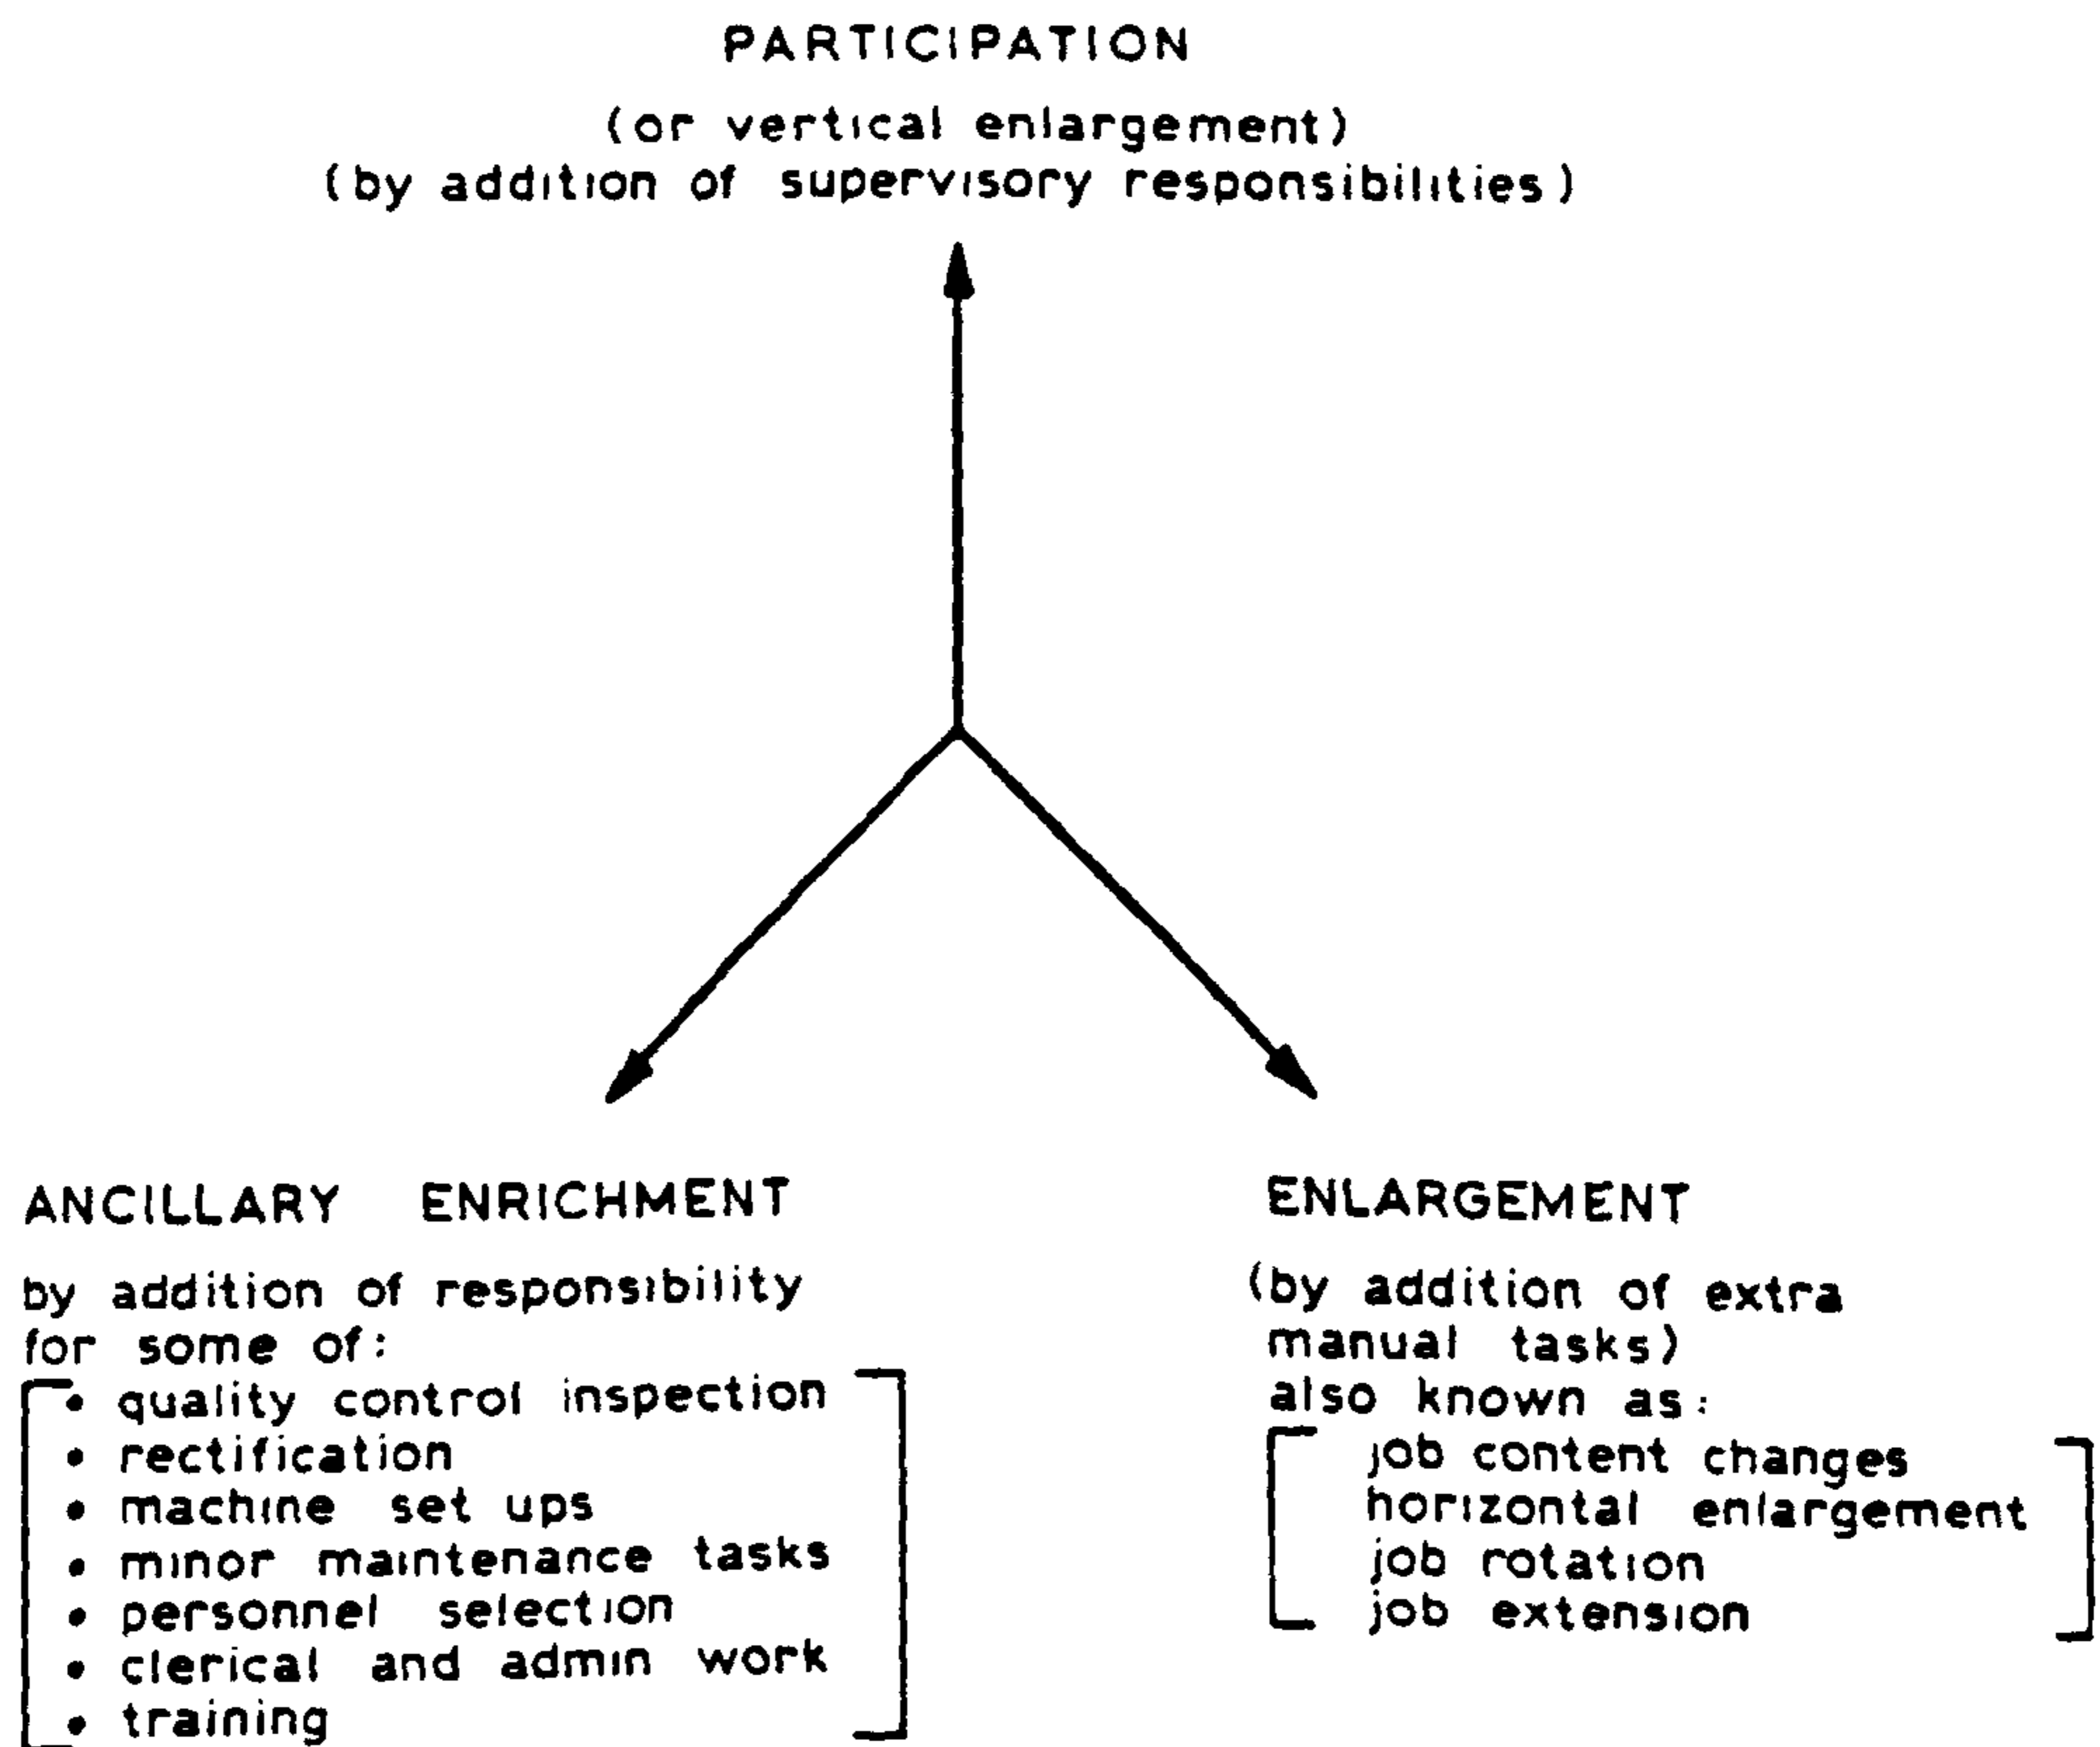 PARTICIPATION
(or vertical enlargement)
(by addition of supervisory responsibilities)
ANCILLARY ENRICHMENT
by addition of responsibility
for some of:
• quality control inspection
• rectification
• machine set ups
• minor maintenance tasks
• personnel selection
• clerical and admin work
• training
ENLARGEMENT
(by addition of extra
manual tasks)
also known as:
job content changes
horizontal enlargement
job rotation
job extension